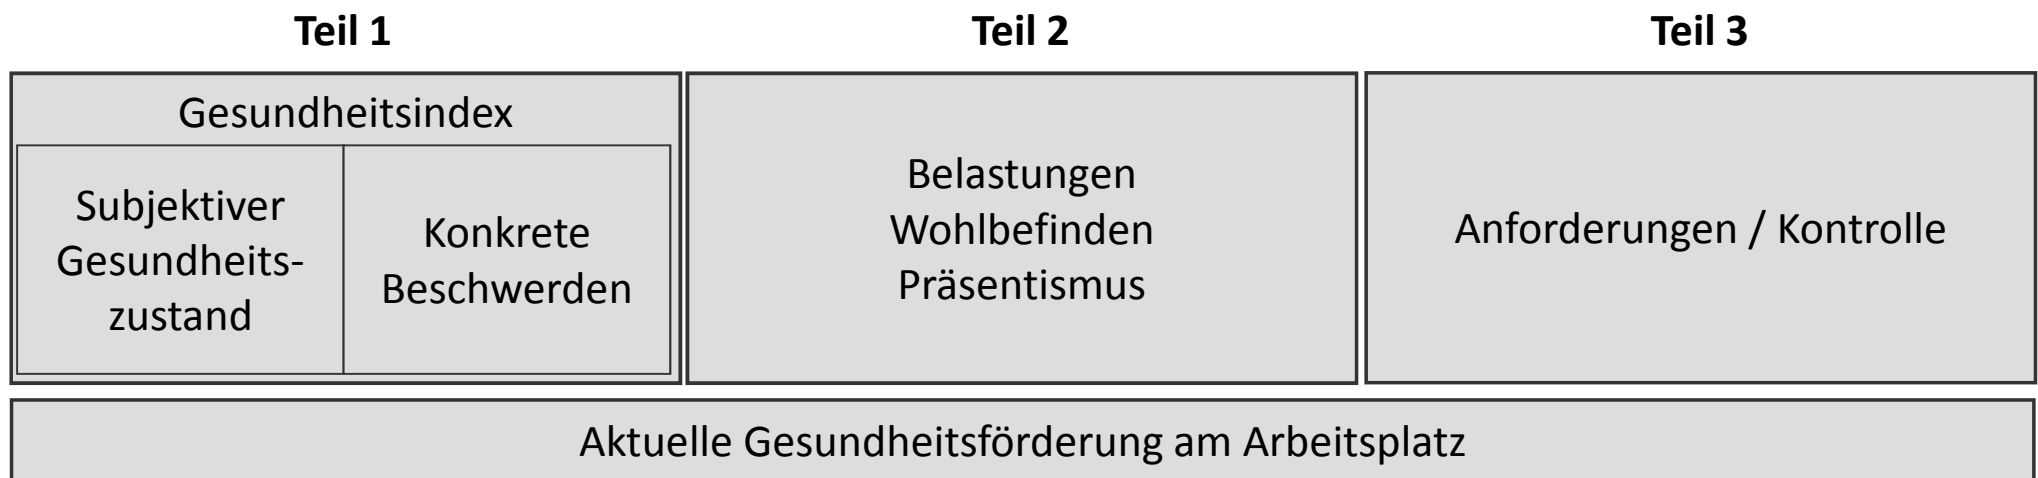 Teil 1
Teil 2
Teil 3
Gesundheitsindex
Subjektiver
Gesundheits-
zustand
Konkrete
Beschwerden
Belastungen
Wohlbefinden
Präsentismus
Anforderungen / Kontrolle
Aktuelle Gesundheitsförderung am Arbeitsplatz